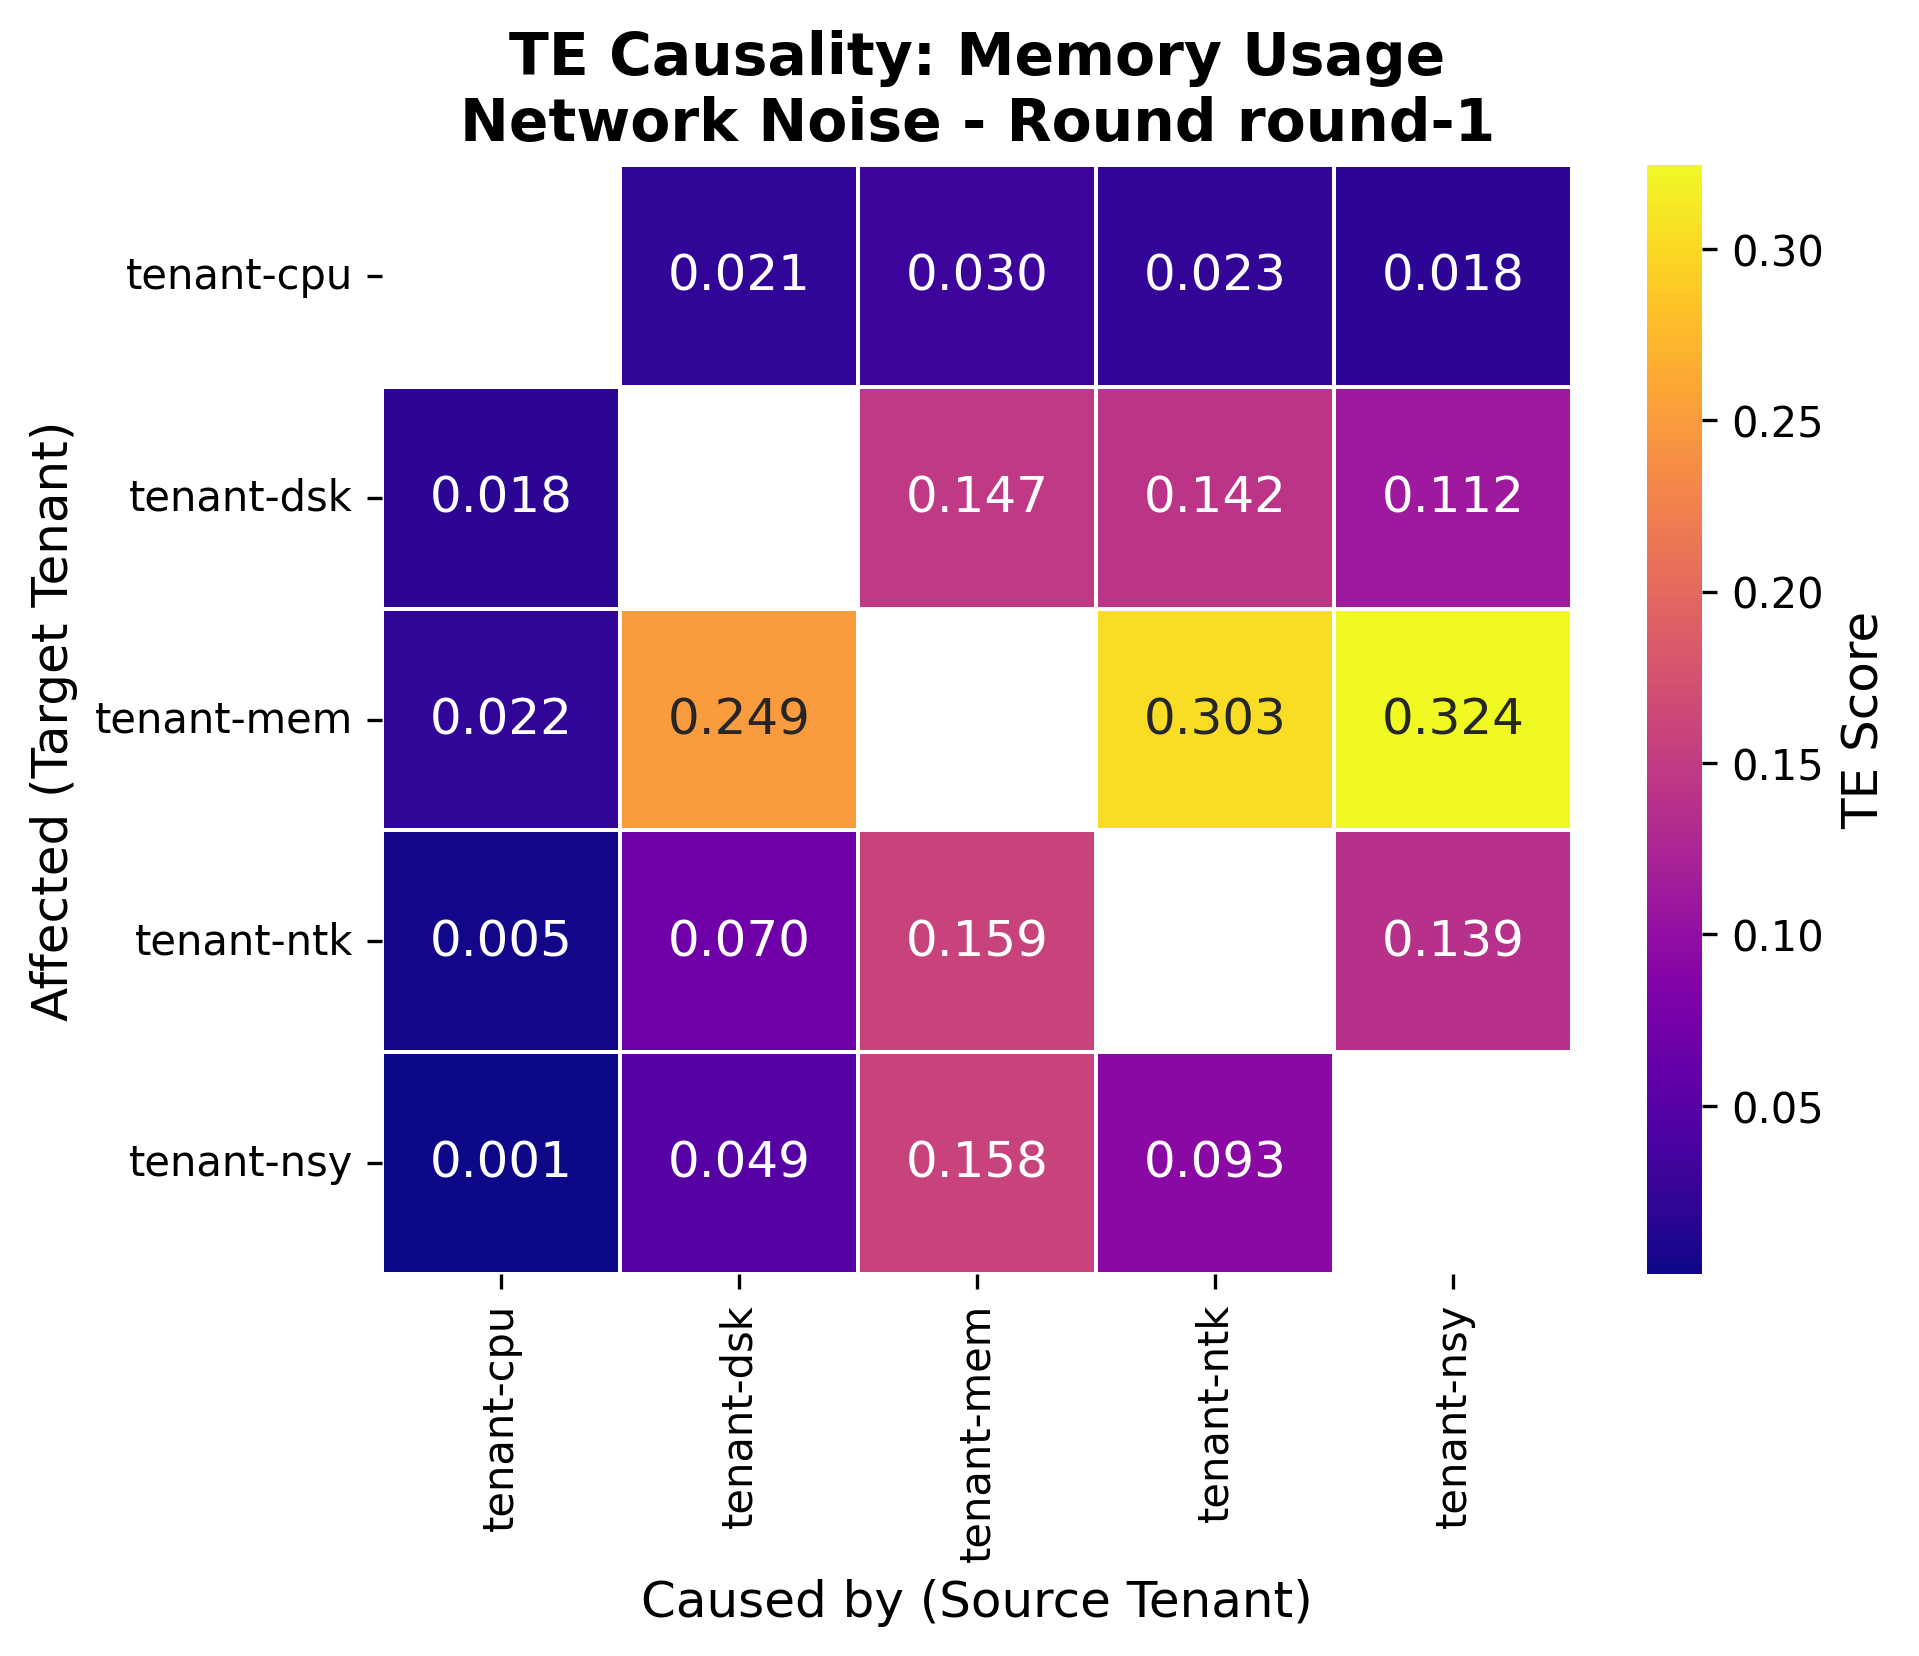 TE Causality: Memory Usage
Network Noise - Round round-1
tenant-cpu
0.021
0.030
0.023
0.018
tenant-dsk
0.018
0.147
0.142
0.112
tenant-mem
0.022
0.249
0.303
0.324
tenant-ntk
0.005
0.070
0.159
0.139
tenant-nsy
0.001
0.049
0.158
0.093
Affected (Target Tenant)
tenant-cpu
tenant-dsk
tenant-mem
tenant-ntk
tenant-nsy
Caused by (Source Tenant)
0.30
0.25
0.20
0.15
0.10
0.05
TE Score